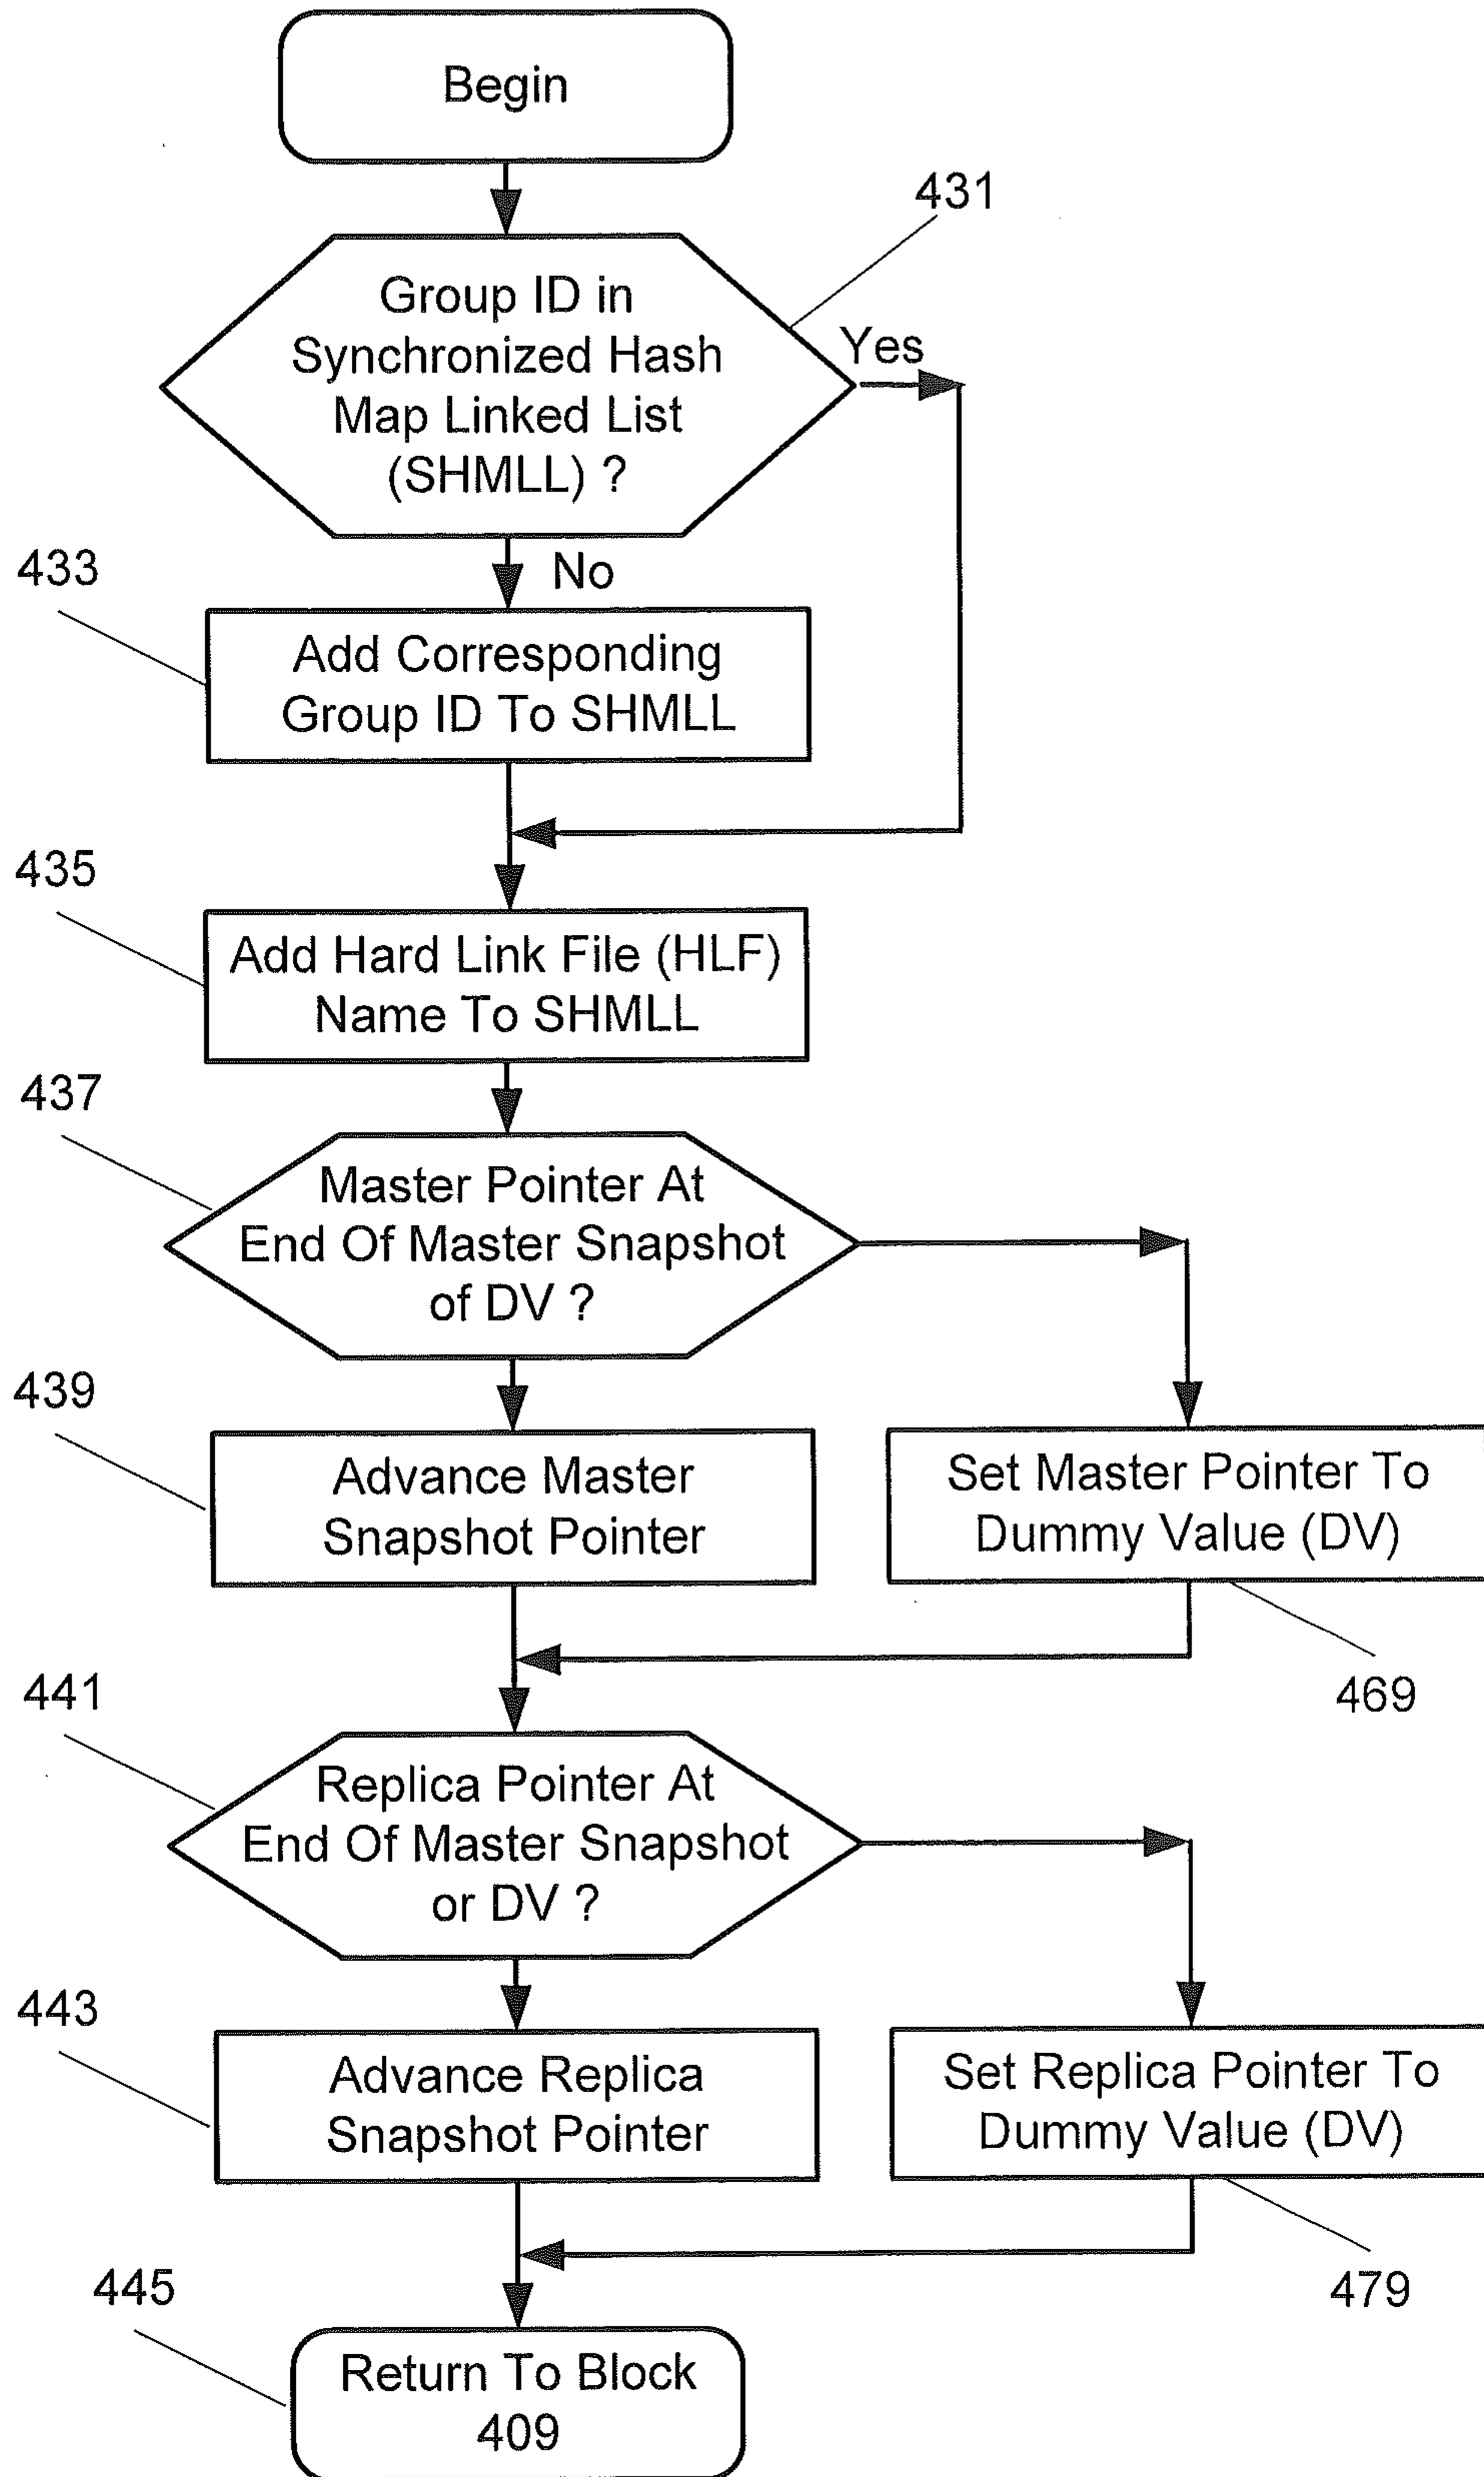 Begin
431
Group ID in
Synchronized Hash
Map Linked List
(SHMLL) ?
Yes
No
433
Add Corresponding
Group ID To SHMLL
435
Add Hard Link File (HLF)
Name To SHMLL
437
Master Pointer At
End Of Master Snapshot
of DV ?
439
Advance Master
Snapshot Pointer
Set Master Pointer To
Dummy Value (DV)
469
441
Replica Pointer At
End Of Master Snapshot
or DV ?
443
Advance Replica
Snapshot Pointer
Set Replica Pointer To
Dummy Value (DV)
479
445
Return To Block
409